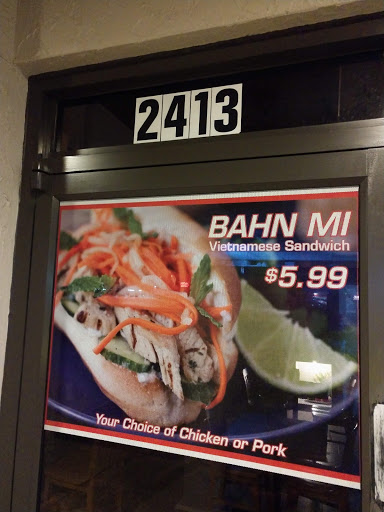 2413
BAHN MI
Vietnamese Sandwich
$5.99
Your Choice of Chicken or Pork